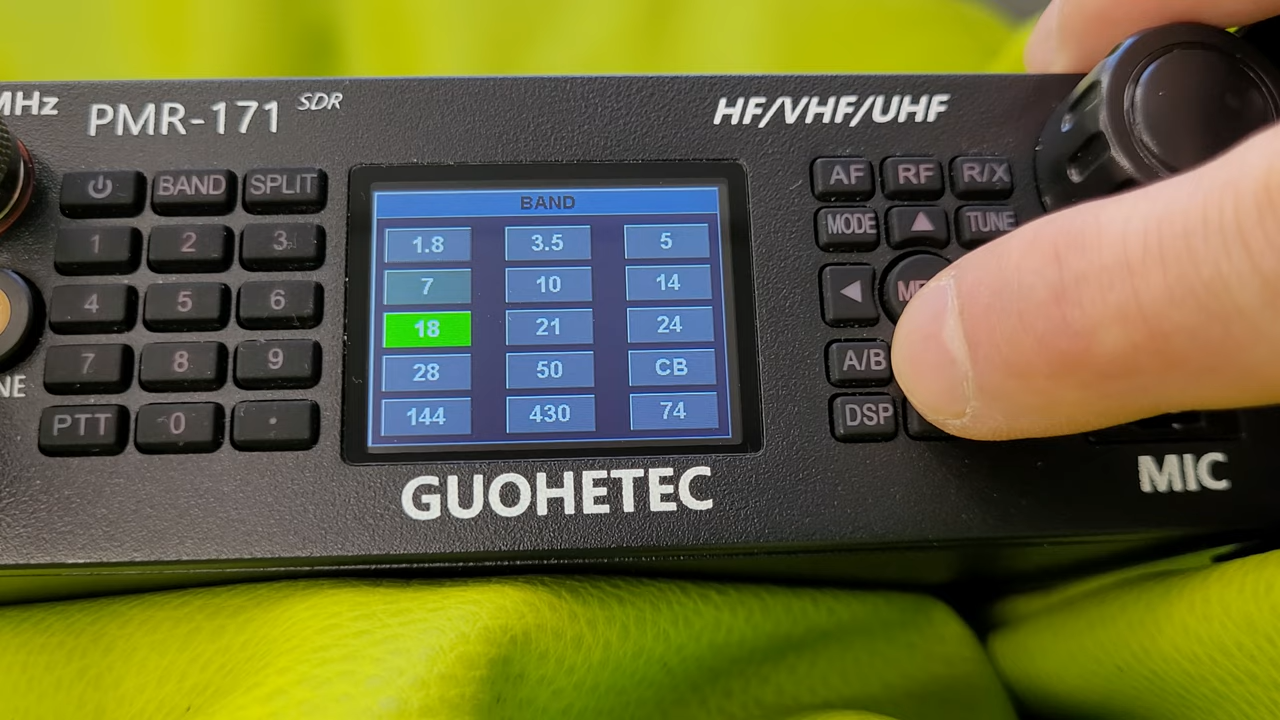 MHz PMR-171 SDR HF/VHF/UHF
BAND SPLIT
1 2 3
4 5 6
7 8 9
PTT 0 .
NE
BAND
1.8 3.5 5
7 10 14
18 21 24
28 50 CB
144 430 74
GUOHETEC
AF RF R/X
MODE ▲ TUNE
◀
A/B
DSP
MIC